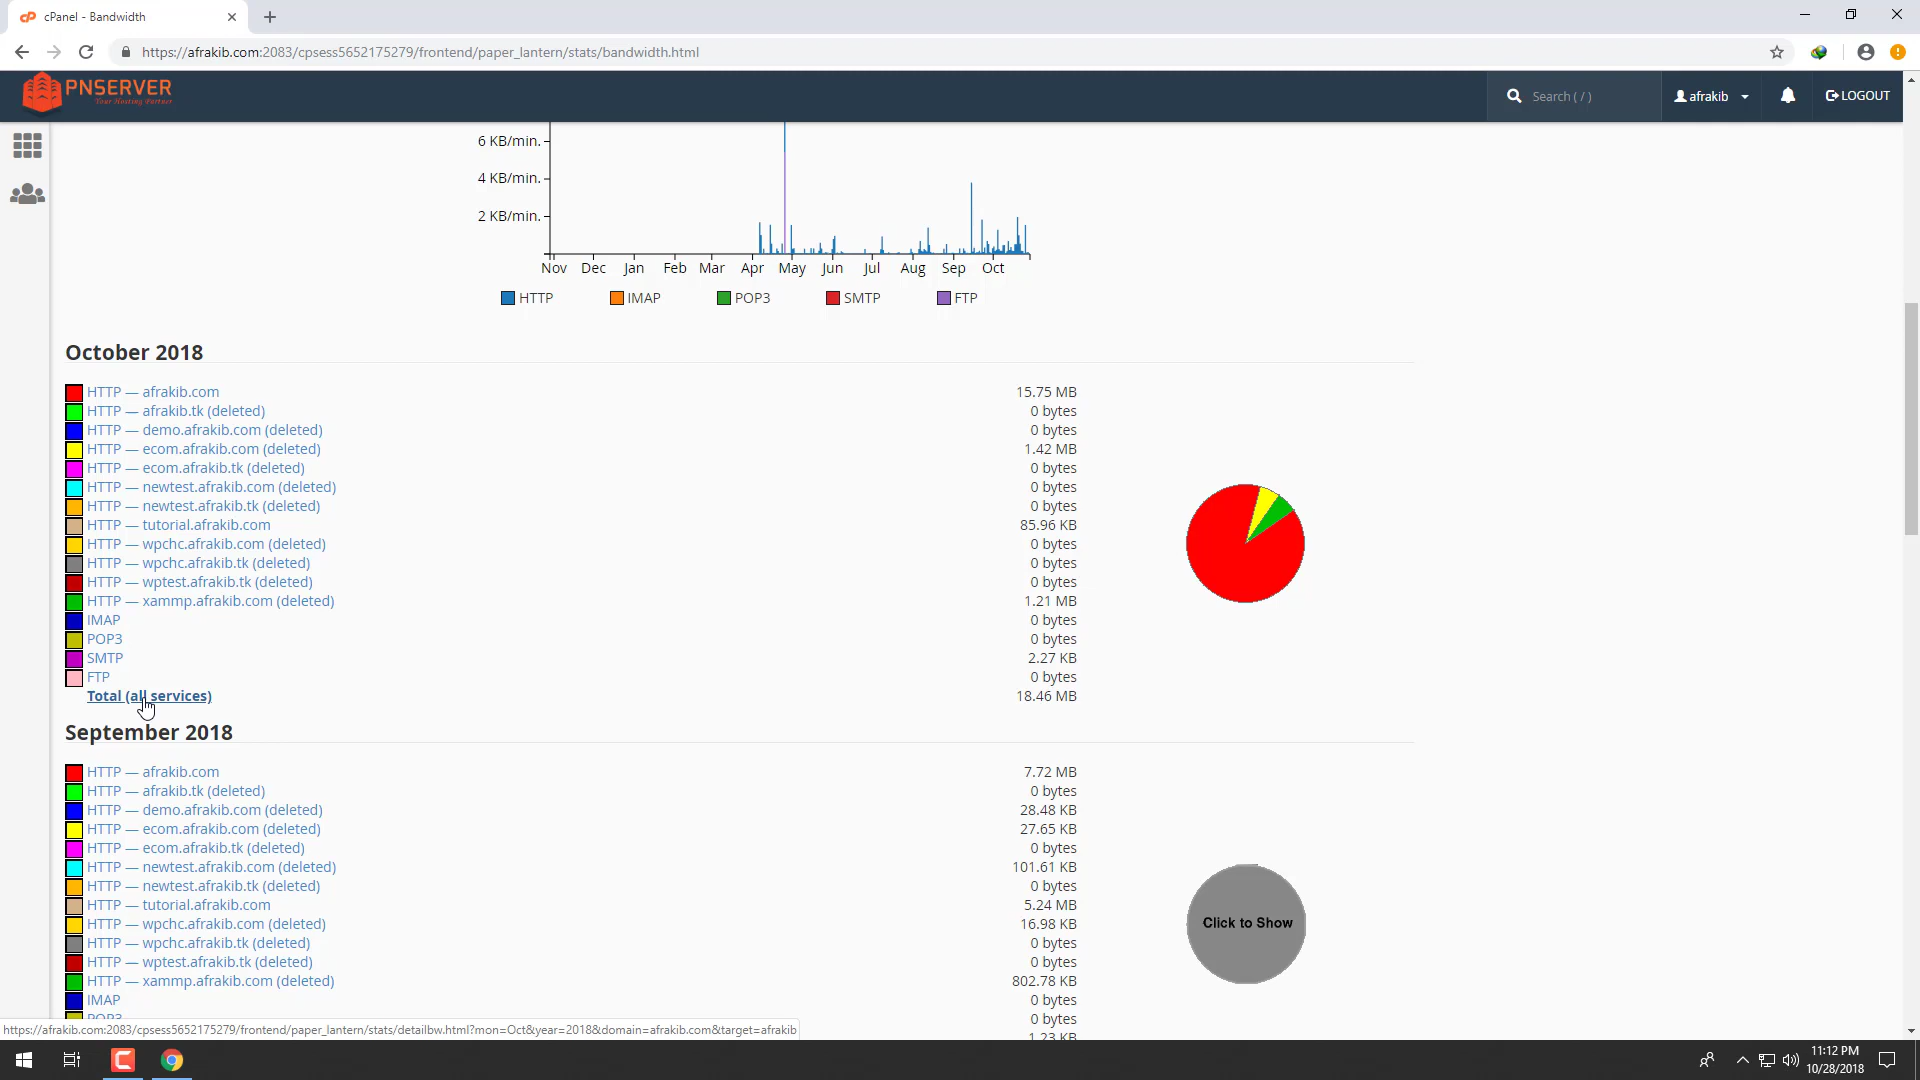 cPanel - Bandwidth
https://afrakib.com:2083/cpsess5652175279/frontend/paper_lantern/stats/bandwidth.html
PNSERVER
Your Hosting Partner
Search ( / )
afrakib
LOGOUT
6 KB/min.
4 KB/min.
2 KB/min.
Nov Dec Jan Feb Mar Apr May Jun Jul Aug Sep Oct
HTTP IMAP POP3 SMTP FTP
October 2018
HTTP — afrakib.com 15.75 MB
HTTP — afrakib.tk (deleted) 0 bytes
HTTP — demo.afrakib.com (deleted) 0 bytes
HTTP — ecom.afrakib.com (deleted) 1.42 MB
HTTP — ecom.afrakib.tk (deleted) 0 bytes
HTTP — newtest.afrakib.com (deleted) 0 bytes
HTTP — newtest.afrakib.tk (deleted) 0 bytes
HTTP — tutorial.afrakib.com 85.96 KB
HTTP — wpchc.afrakib.com (deleted) 0 bytes
HTTP — wpchc.afrakib.tk (deleted) 0 bytes
HTTP — wptest.afrakib.tk (deleted) 0 bytes
HTTP — xammp.afrakib.com (deleted) 1.21 MB
IMAP 0 bytes
POP3 0 bytes
SMTP 2.27 KB
FTP 0 bytes
Total (all services) 18.46 MB
September 2018
HTTP — afrakib.com 7.72 MB
HTTP — afrakib.tk (deleted) 0 bytes
HTTP — demo.afrakib.com (deleted) 28.48 KB
HTTP — ecom.afrakib.com (deleted) 27.65 KB
HTTP — ecom.afrakib.tk (deleted) 0 bytes
HTTP — newtest.afrakib.com (deleted) 101.61 KB
HTTP — newtest.afrakib.tk (deleted) 0 bytes
HTTP — tutorial.afrakib.com 5.24 MB
HTTP — wpchc.afrakib.com (deleted) 16.98 KB
HTTP — wpchc.afrakib.tk (deleted) 0 bytes
HTTP — wptest.afrakib.tk (deleted) 0 bytes
HTTP — xammp.afrakib.com (deleted) 802.78 KB
IMAP 0 bytes
POP3 0 bytes
1.23 KB
Click to Show
https://afrakib.com:2083/cpsess5652175279/frontend/paper_lantern/stats/detailbw.html?mon=Oct&year=2018&domain=afrakib.com&target=afrakib
11:12 PM
10/28/2018